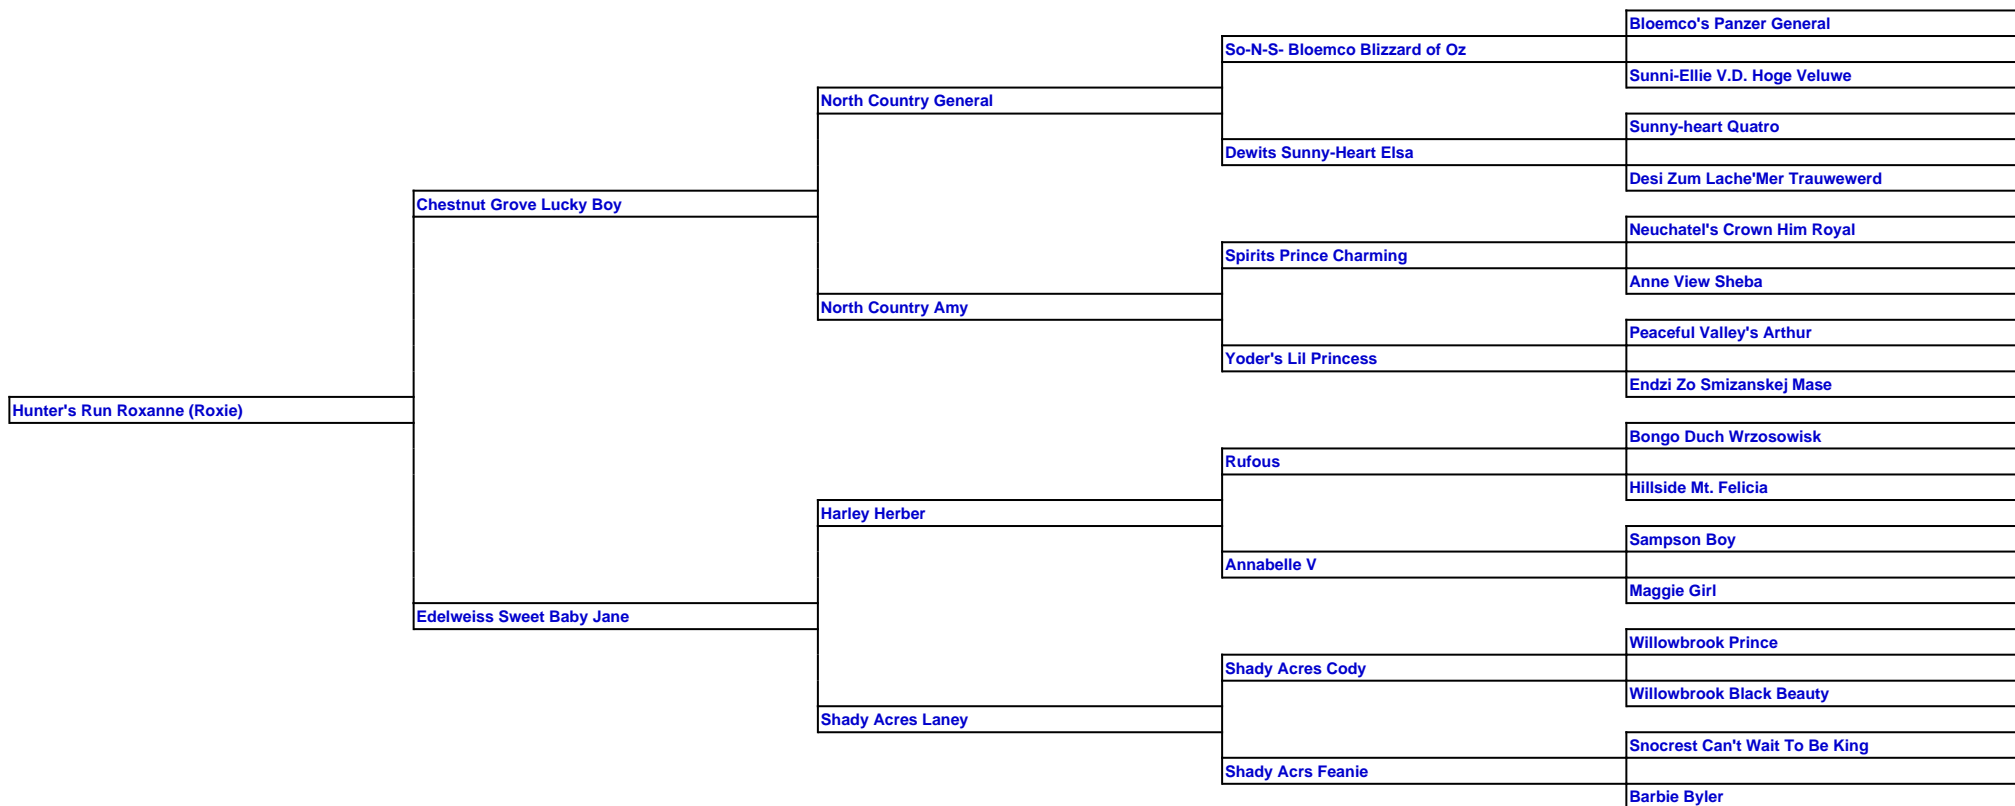 Bloemco's Panzer General
So-N-S- Bloemco Blizzard of Oz
Sunni-Ellie V.D. Hoge Veluwe
North Country General
Sunny-heart Quatro
Dewits Sunny-Heart Elsa
Desi Zum Lache'Mer Trauwewerd
Chestnut Grove Lucky Boy
Neuchatel's Crown Him Royal
Spirits Prince Charming
Anne View Sheba
North Country Amy
Peaceful Valley's Arthur
Yoder's Lil Princess
Endzi Zo Smizanskej Mase
Hunter's Run Roxanne (Roxie)
Bongo Duch Wrzosowisk
Rufous
Hillside Mt. Felicia
Harley Herber
Sampson Boy
Annabelle V
Maggie Girl
Edelweiss Sweet Baby Jane
Willowbrook Prince
Shady Acres Cody
Willowbrook Black Beauty
Shady Acres Laney
Snocrest Can't Wait To Be King
Shady Acrs Feanie
Barbie Byler